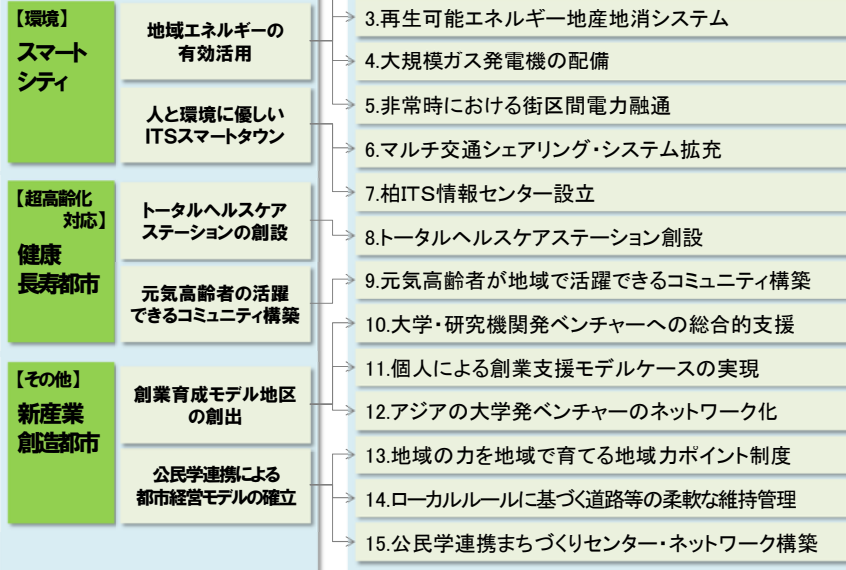 【環境】
スマート
シティ
地域エネルギーの
有効活用
人と環境に優しい
ITSスマートタウン
3.再生可能エネルギー地産地消システム
4.大規模ガス発電機の配備
5.非常時における街区間電力融通
6.マルチ交通シェアリング・システム拡充
7.柏ITS情報センター設立
【超高齢化
対応】
健康
長寿都市
トータルヘルスケア
ステーションの創設
元気高齢者の活躍
できるコミュニティ構築
8.トータルヘルスケアステーション創設
9.元気高齢者が地域で活躍できるコミュニティ構築
【その他】
新産業
創造都市
創業育成モデル地区
の創出
公民学連携による
都市経営モデルの確立
10.大学・研究機関発ベンチャーへの総合的支援
11.個人による創業支援モデルケースの実現
12.アジアの大学発ベンチャーのネットワーク化
13.地域の力を地域で育てる地域力ポイント制度
14.ローカルルールに基づく道路等の柔軟な維持管理
15.公民学連携まちづくりセンター・ネットワーク構築